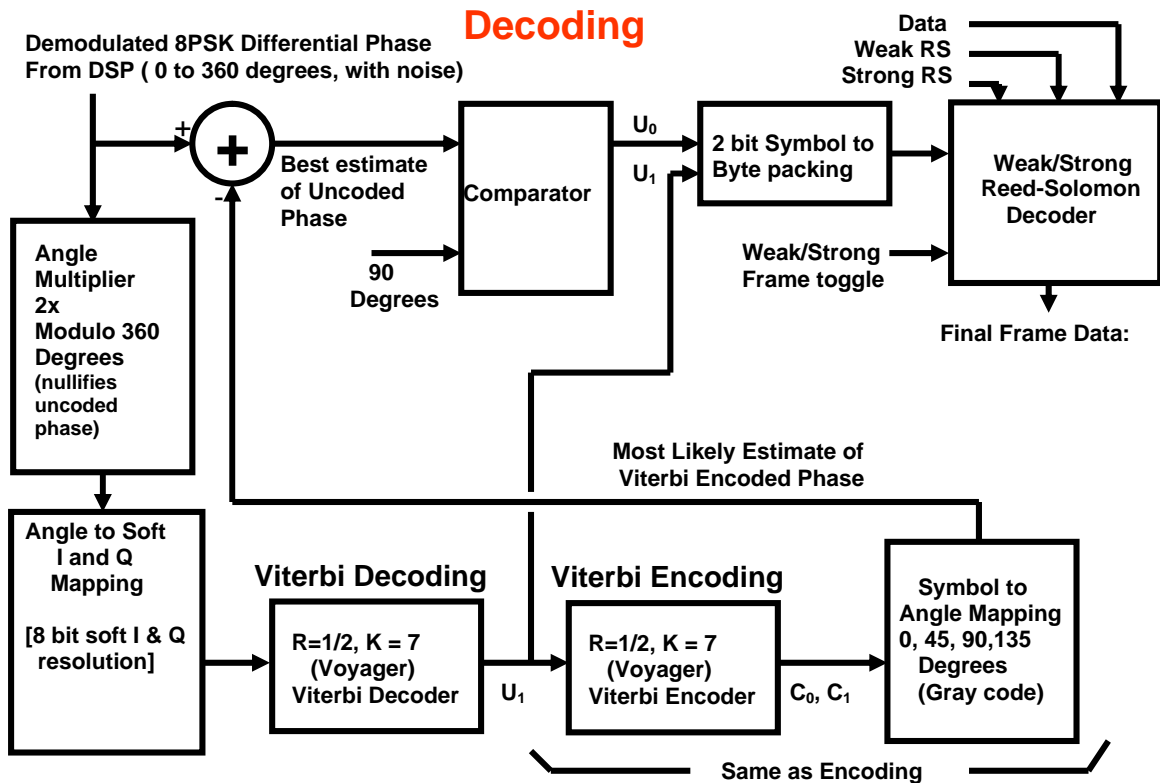 Decoding
Demodulated 8PSK Differential Phase
From DSP ( 0 to 360 degrees, with noise)
Data
Weak RS
Strong RS
+
+
-
Best estimate
of Uncoded
Phase
90
Degrees
Comparator
U₀
U₁
2 bit Symbol to
Byte packing
Weak/Strong
Reed-Solomon
Decoder
Weak/Strong
Frame toggle
Final Frame Data:
Angle
Multiplier
2x
Modulo 360
Degrees
(nullifies
uncoded
phase)
Most Likely Estimate of
Viterbi Encoded Phase
Angle to Soft
I and Q
Mapping
[8 bit soft I & Q
resolution]
Viterbi Decoding
R=1/2, K = 7
(Voyager)
Viterbi Decoder
U₁
Viterbi Encoding
R=1/2, K = 7
(Voyager)
Viterbi Encoder
C₀, C₁
Symbol to
Angle Mapping
0, 45, 90,135
Degrees
(Gray code)
Same as Encoding